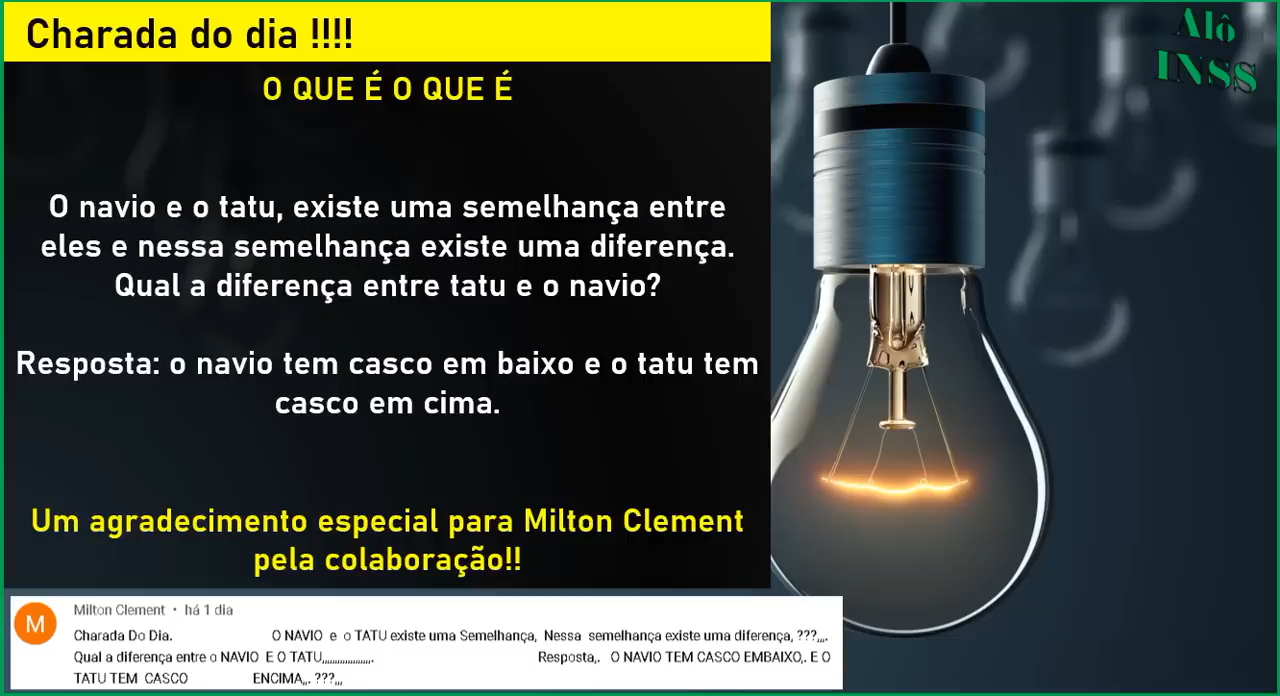 Charada do dia !!!!
Alô
INSS
O QUE É O QUE É
O navio e o tatu, existe uma semelhança entre
eles e nessa semelhança existe uma diferença.
Qual a diferença entre tatu e o navio?
Resposta: o navio tem casco em baixo e o tatu tem
casco em cima.
Um agradecimento especial para Milton Clement
pela colaboração!!
M
Milton Clement • há 1 dia
Charada Do Dia. O NAVIO e o TATU existe uma Semelhança, Nessa semelhança existe uma diferença, ???,,,.
Qual a diferença entre o NAVIO E O TATU,,,,,,,,,,,,,,,,,,. Resposta,. O NAVIO TEM CASCO EMBAIXO,. E O
TATU TEM CASCO ENCIMA,,. ???,,,